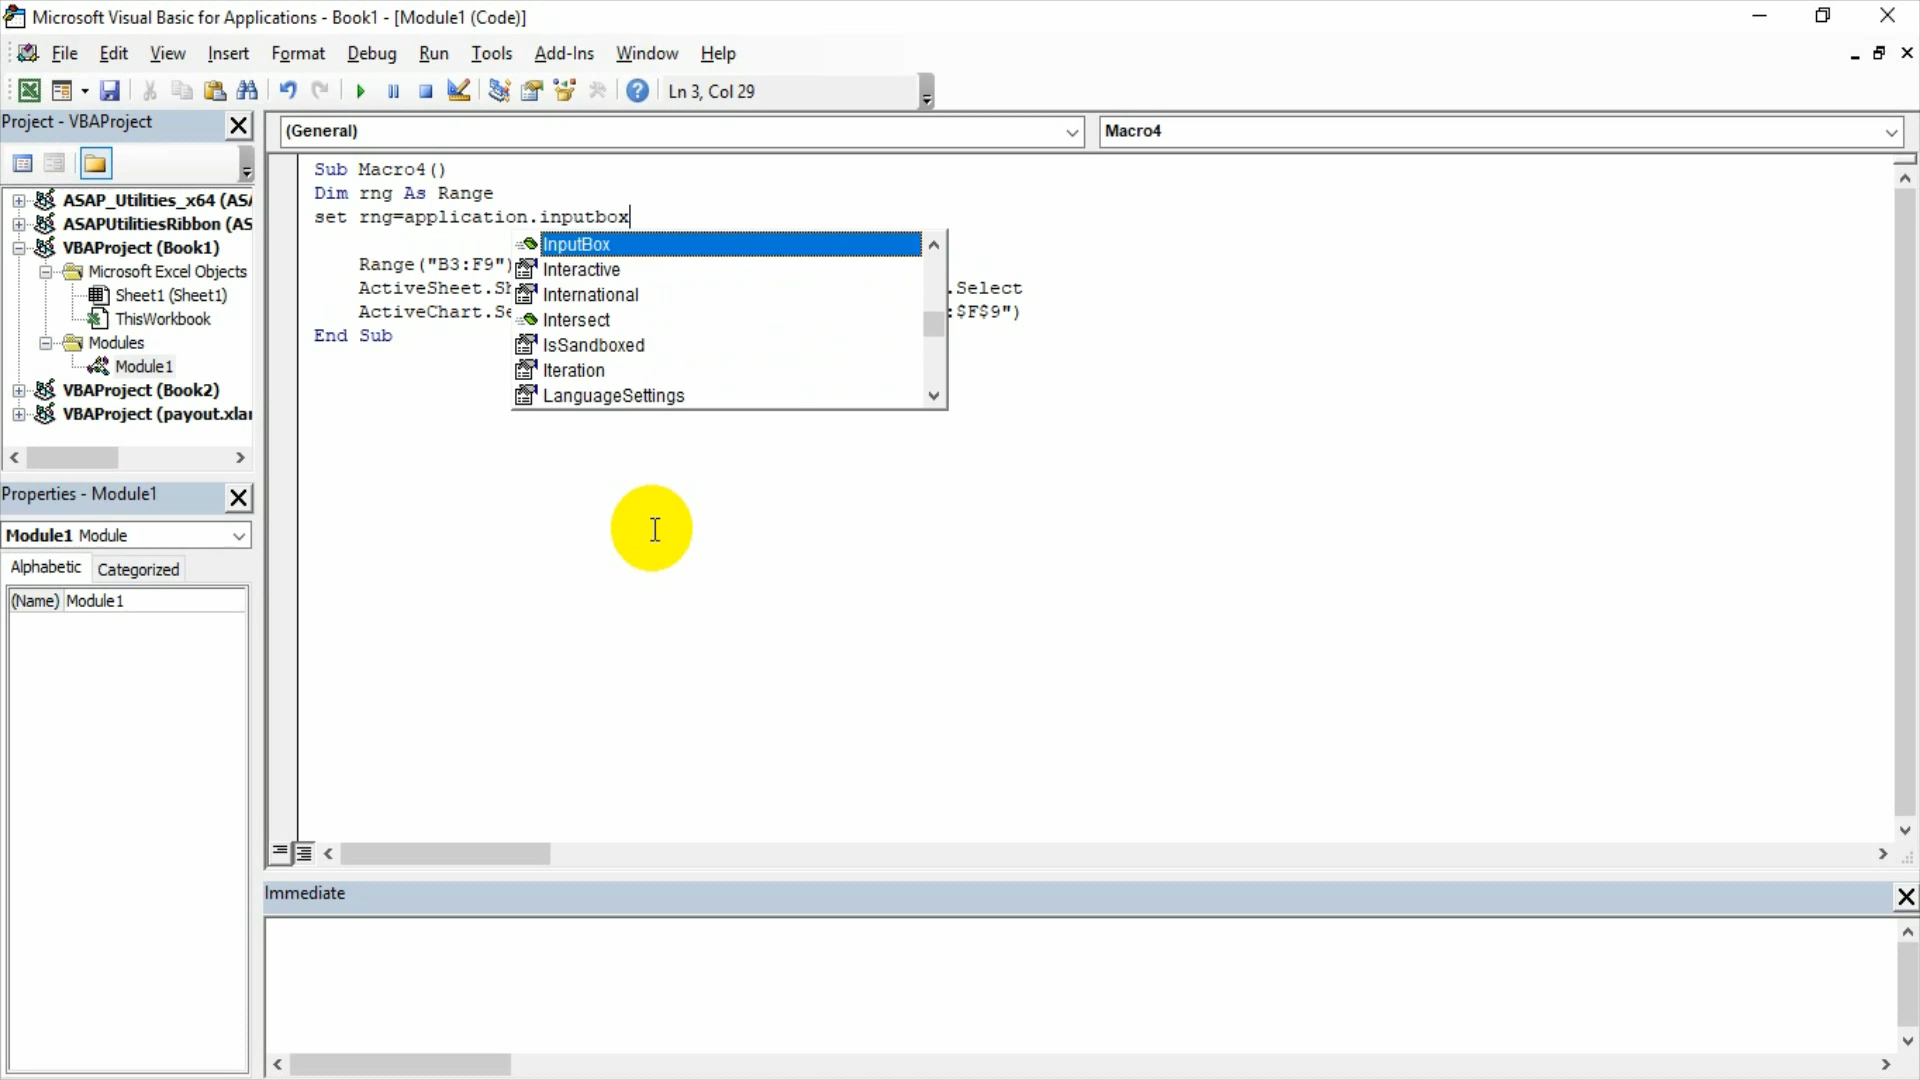 Microsoft Visual Basic for Applications - Book1 - [Module1 (Code)]
File Edit View Insert Format Debug Run Tools Add-Ins Window Help
Ln 3, Col 29
Project - VBAProject
ASAP_Utilities_x64 (ASA
ASAPUtilitiesRibbon (AS
VBAProject (Book1)
Microsoft Excel Objects
Sheet1 (Sheet1)
ThisWorkbook
Modules
Module1
VBAProject (Book2)
VBAProject (payout.xlam
Properties - Module1
Module1 Module
Alphabetic Categorized
(Name) Module1
(General) Macro4
Sub Macro4()
Dim rng As Range
set rng=application.inputbox
InputBox
Interactive
International
Intersect
IsSandboxed
Iteration
LanguageSettings
Range("B3:F9")
ActiveSheet.Sh .Select
ActiveChart.Se :$F$9")
End Sub
Immediate